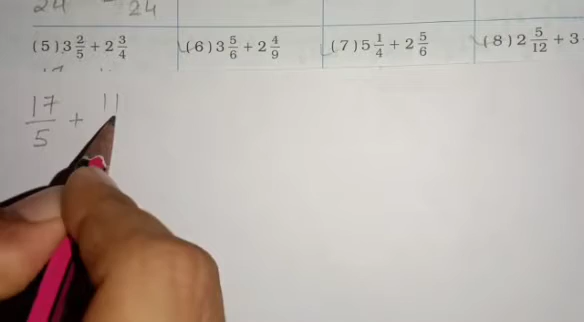 24 24
(5) 3 2/5 + 2 3/4 (6) 3 5/6 + 2 4/9 (7) 5 1/4 + 2 5/6 (8) 2 5/12 + 3
17/5 + 11